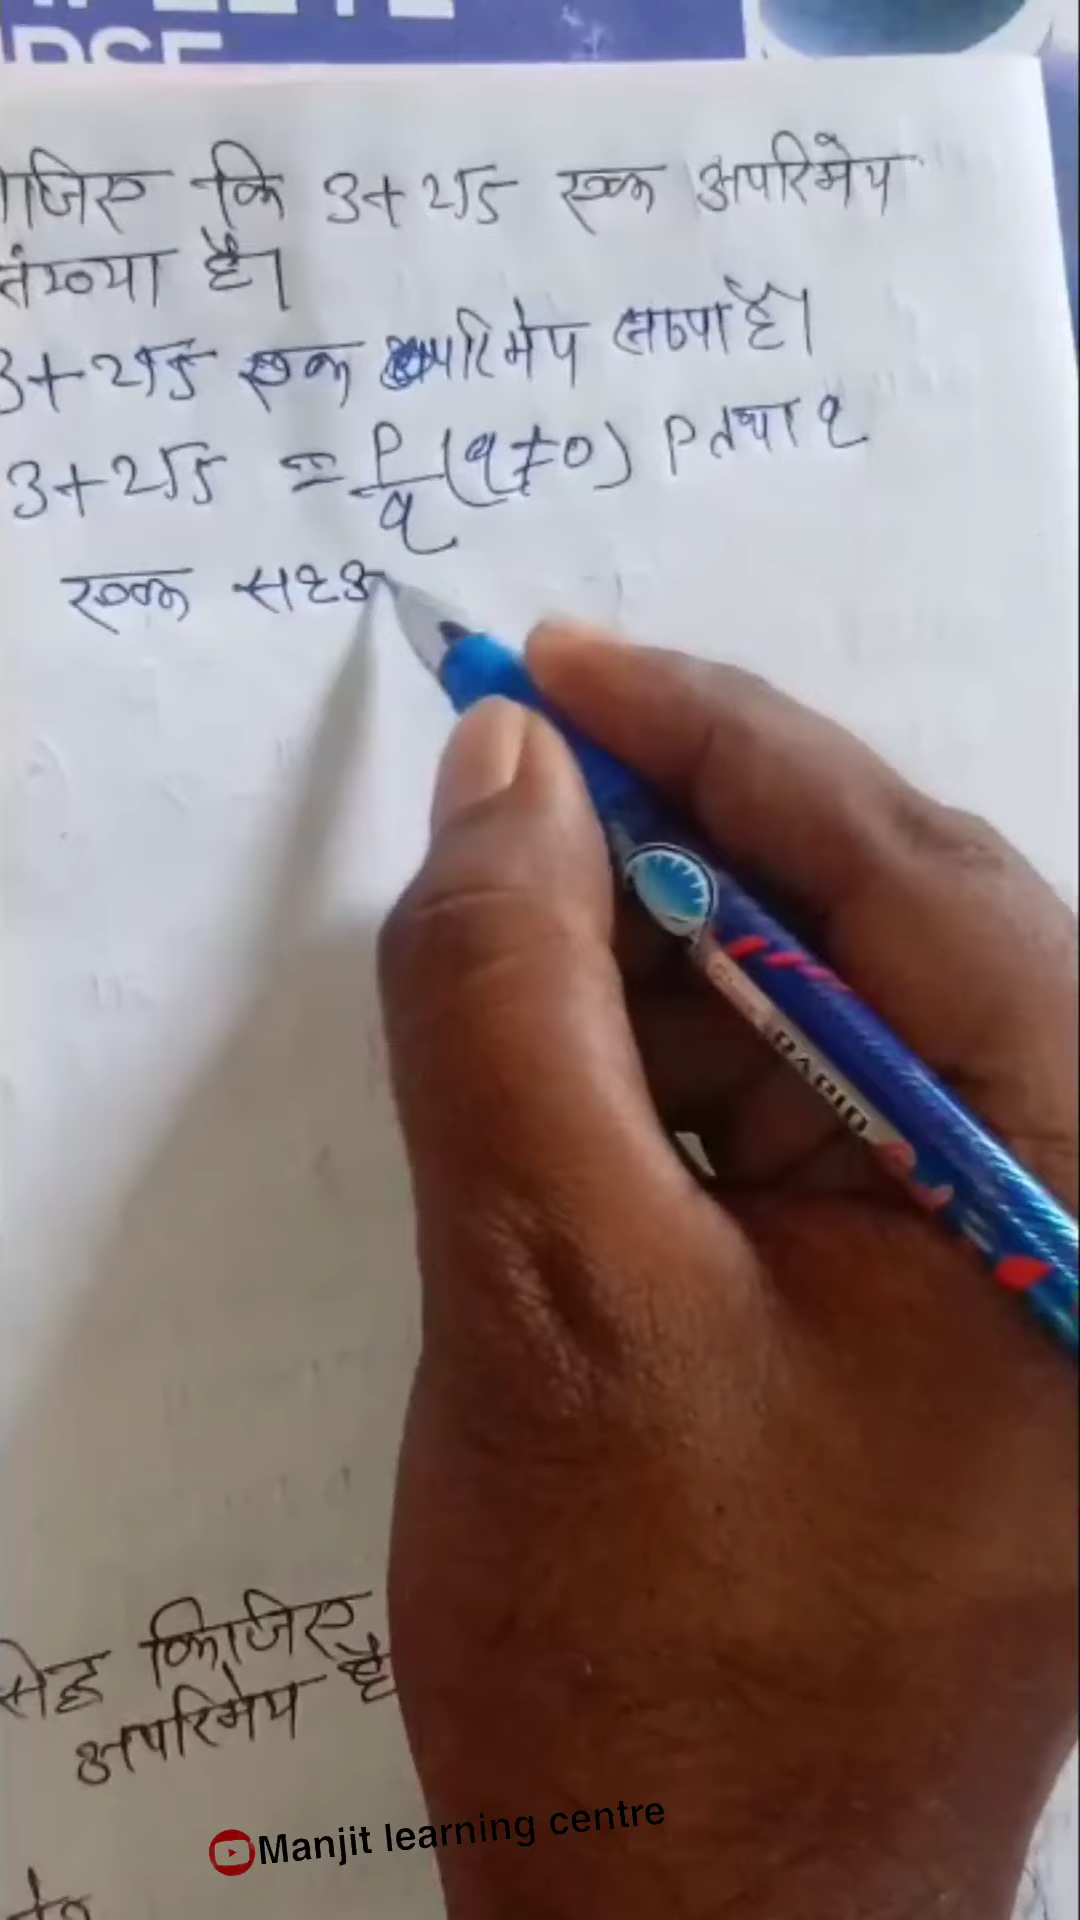 कि 3+2√5 एक अपरिमेय
संख्या है।
3+2√5 एक परिमेय संख्या है।
3+2√5 = p/q (q≠0) p तथा q
एक सह अ
किजिए
अपरिमेय है
RAPID
Manjit learning centre